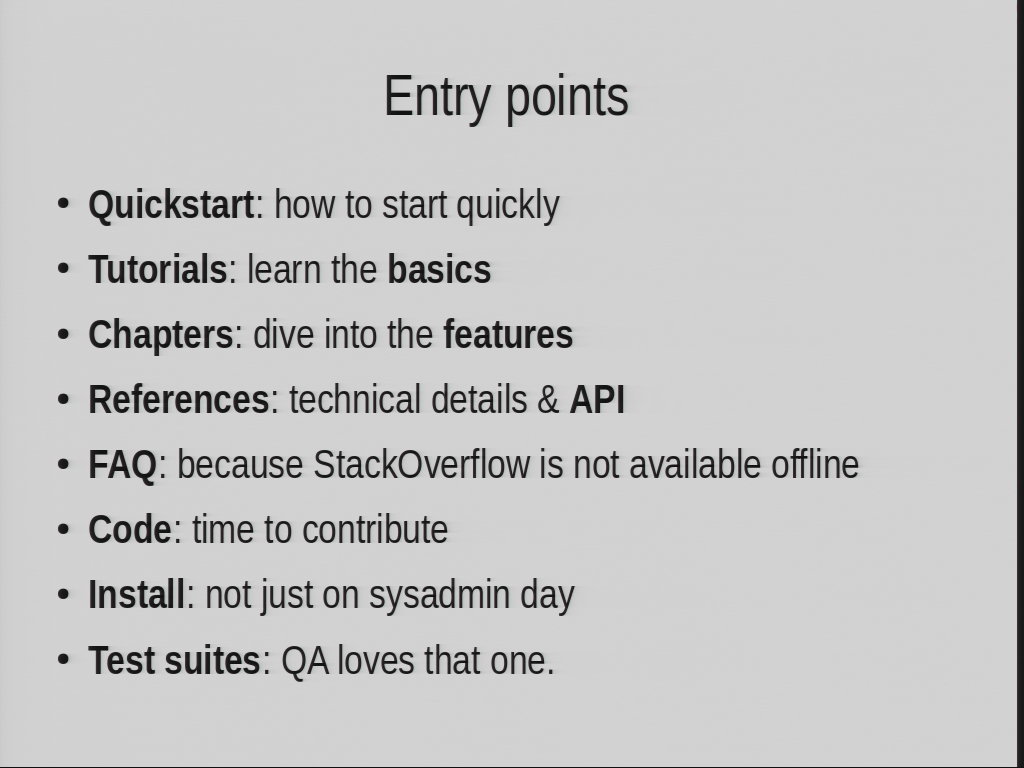 Entry points
• Quickstart: how to start quickly
• Tutorials: learn the basics
• Chapters: dive into the features
• References: technical details & API
• FAQ: because StackOverflow is not available offline
• Code: time to contribute
• Install: not just on sysadmin day
• Test suites: QA loves that one.